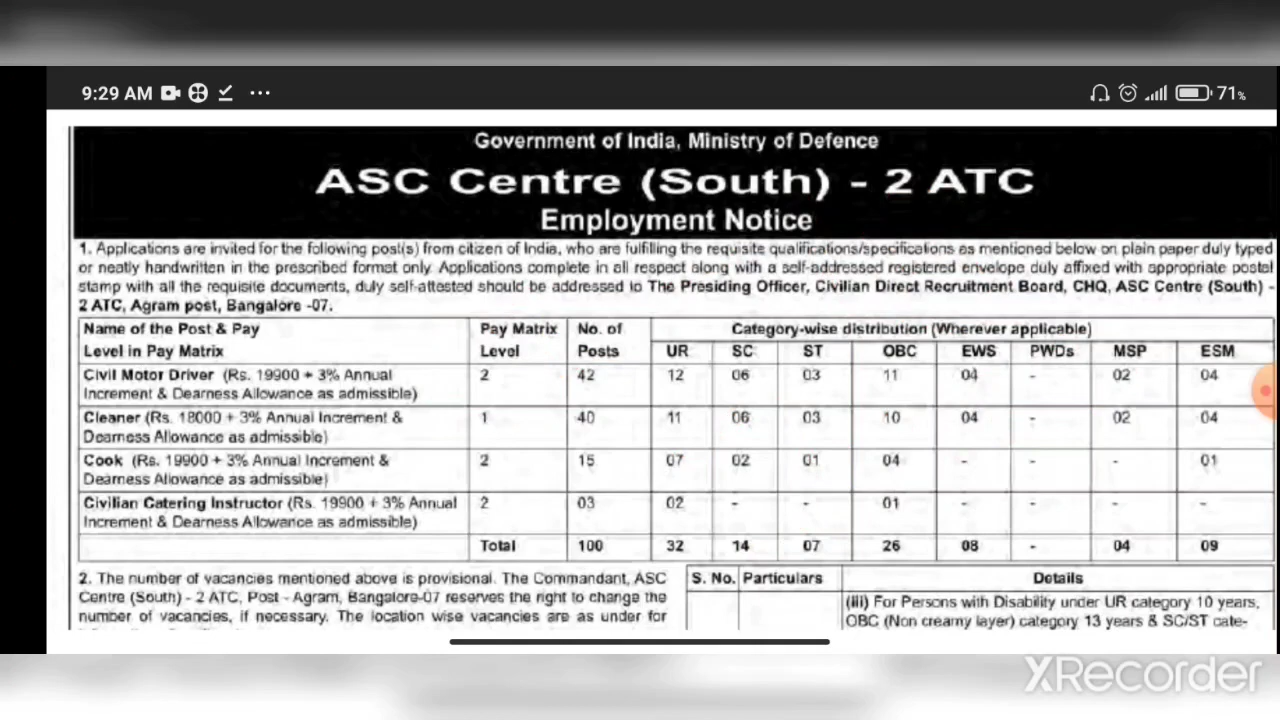 9:29 AM ... 71%
Government of India, Ministry of Defence
ASC Centre (South) - 2 ATC
Employment Notice
1. Applications are invited for the following post(s) from citizen of India, who are fulfilling the requisite qualifications/specifications as mentioned below on plain paper duly typed
or neatly handwritten in the prescribed format only. Applications complete in all respect along with a self-addressed registered envelope duly affixed with appropriate postal
stamp with all the requisite documents, duly self-attested should be addressed to The Presiding Officer, Civilian Direct Recruitment Board, CHQ, ASC Centre (South) -
2 ATC, Agram post, Bangalore -07.
Name of the Post & Pay Pay Matrix No. of Category-wise distribution (Wherever applicable)
Level in Pay Matrix Level Posts UR SC ST OBC EWS PWDs MSP ESM
Civil Motor Driver (Rs. 19900 + 3% Annual 2 42 12 06 03 11 04 - 02 04
Increment & Dearness Allowance as admissible)
Cleaner (Rs. 18000 + 3% Annual Increment & 1 40 11 06 03 10 04 - 02 04
Dearness Allowance as admissible)
Cook (Rs. 19900 + 3% Annual Increment & 2 15 07 02 01 04 - - - 01
Dearness Allowance as admissible)
Civilian Catering Instructor (Rs. 19900 + 3% Annual 2 03 02 - - 01 - - - -
Increment & Dearness Allowance as admissible)
Total 100 32 14 07 26 08 - 04 09
2. The number of vacancies mentioned above is provisional. The Commandant, ASC
Centre (South) - 2 ATC, Post - Agram, Bangalore-07 reserves the right to change the
number of vacancies, if necessary. The location wise vacancies are as under for
S. No. Particulars Details
(iii) For Persons with Disability under UR category 10 years,
OBC (Non creamy layer) category 13 years & SC/ST cate-
XRecorder